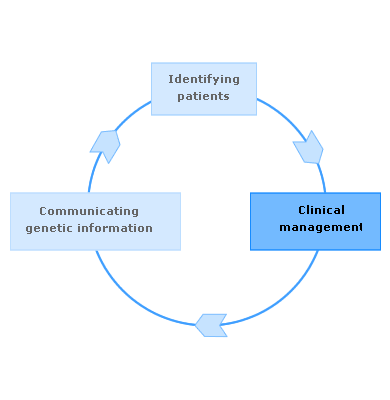 Identifying
patients
Clinical
management
Communicating
genetic information